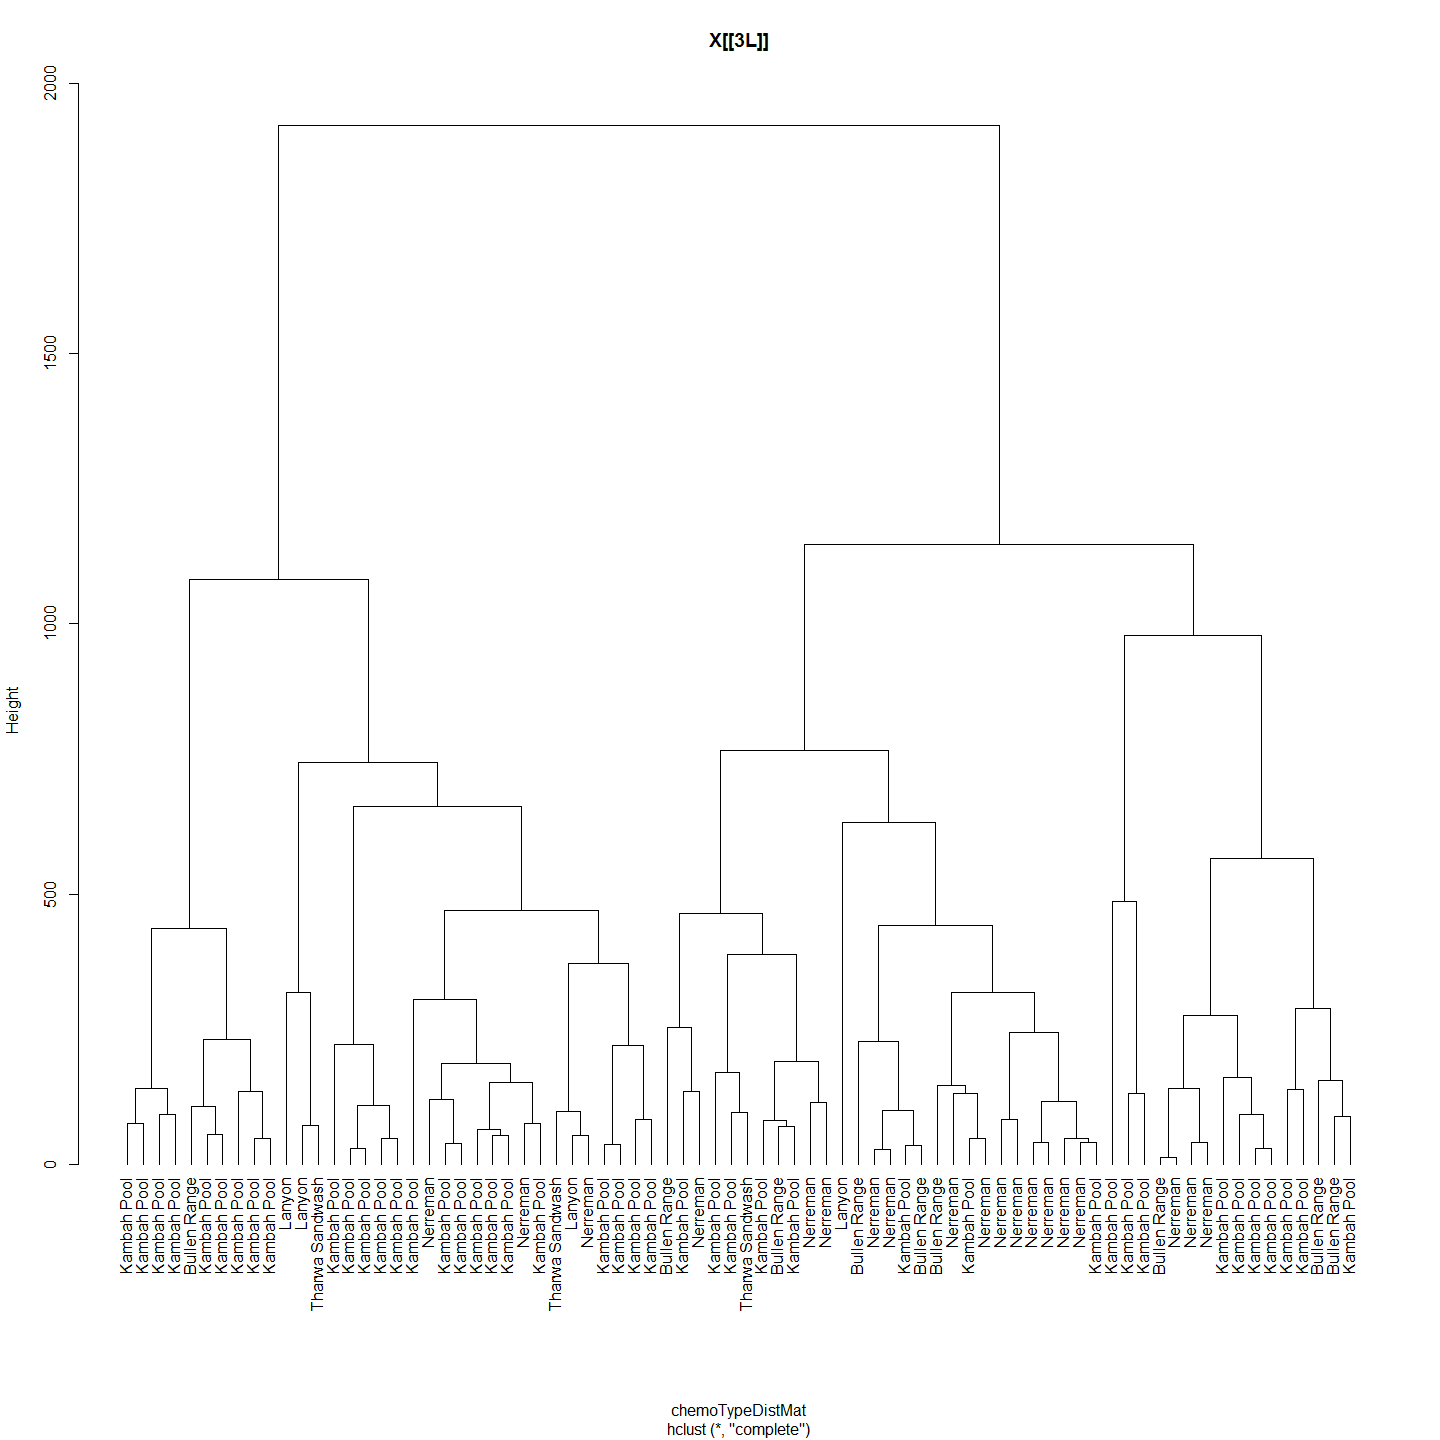 X[[3L]]
2000
1500
1000
500
0
Height
Kambah Pool
Kambah Pool
Kambah Pool
Kambah Pool
Bullen Range
Kambah Pool
Kambah Pool
Kambah Pool
Kambah Pool
Kambah Pool
Lanyon
Lanyon
Tharwa Sandwash
Kambah Pool
Kambah Pool
Kambah Pool
Kambah Pool
Kambah Pool
Kambah Pool
Nerreman
Kambah Pool
Kambah Pool
Kambah Pool
Kambah Pool
Kambah Pool
Nerreman
Kambah Pool
Tharwa Sandwash
Lanyon
Nerreman
Kambah Pool
Kambah Pool
Kambah Pool
Kambah Pool
Bullen Range
Kambah Pool
Nerreman
Kambah Pool
Kambah Pool
Tharwa Sandwash
Kambah Pool
Bullen Range
Kambah Pool
Nerreman
Nerreman
Lanyon
Bullen Range
Nerreman
Nerreman
Kambah Pool
Bullen Range
Bullen Range
Nerreman
Kambah Pool
Nerreman
Nerreman
Nerreman
Nerreman
Nerreman
Nerreman
Nerreman
Kambah Pool
Kambah Pool
Kambah Pool
Kambah Pool
Bullen Range
Nerreman
Nerreman
Nerreman
Kambah Pool
Kambah Pool
Kambah Pool
Kambah Pool
Kambah Pool
Kambah Pool
Bullen Range
Bullen Range
Kambah Pool
chemoTypeDistMat
hclust (*, "complete")